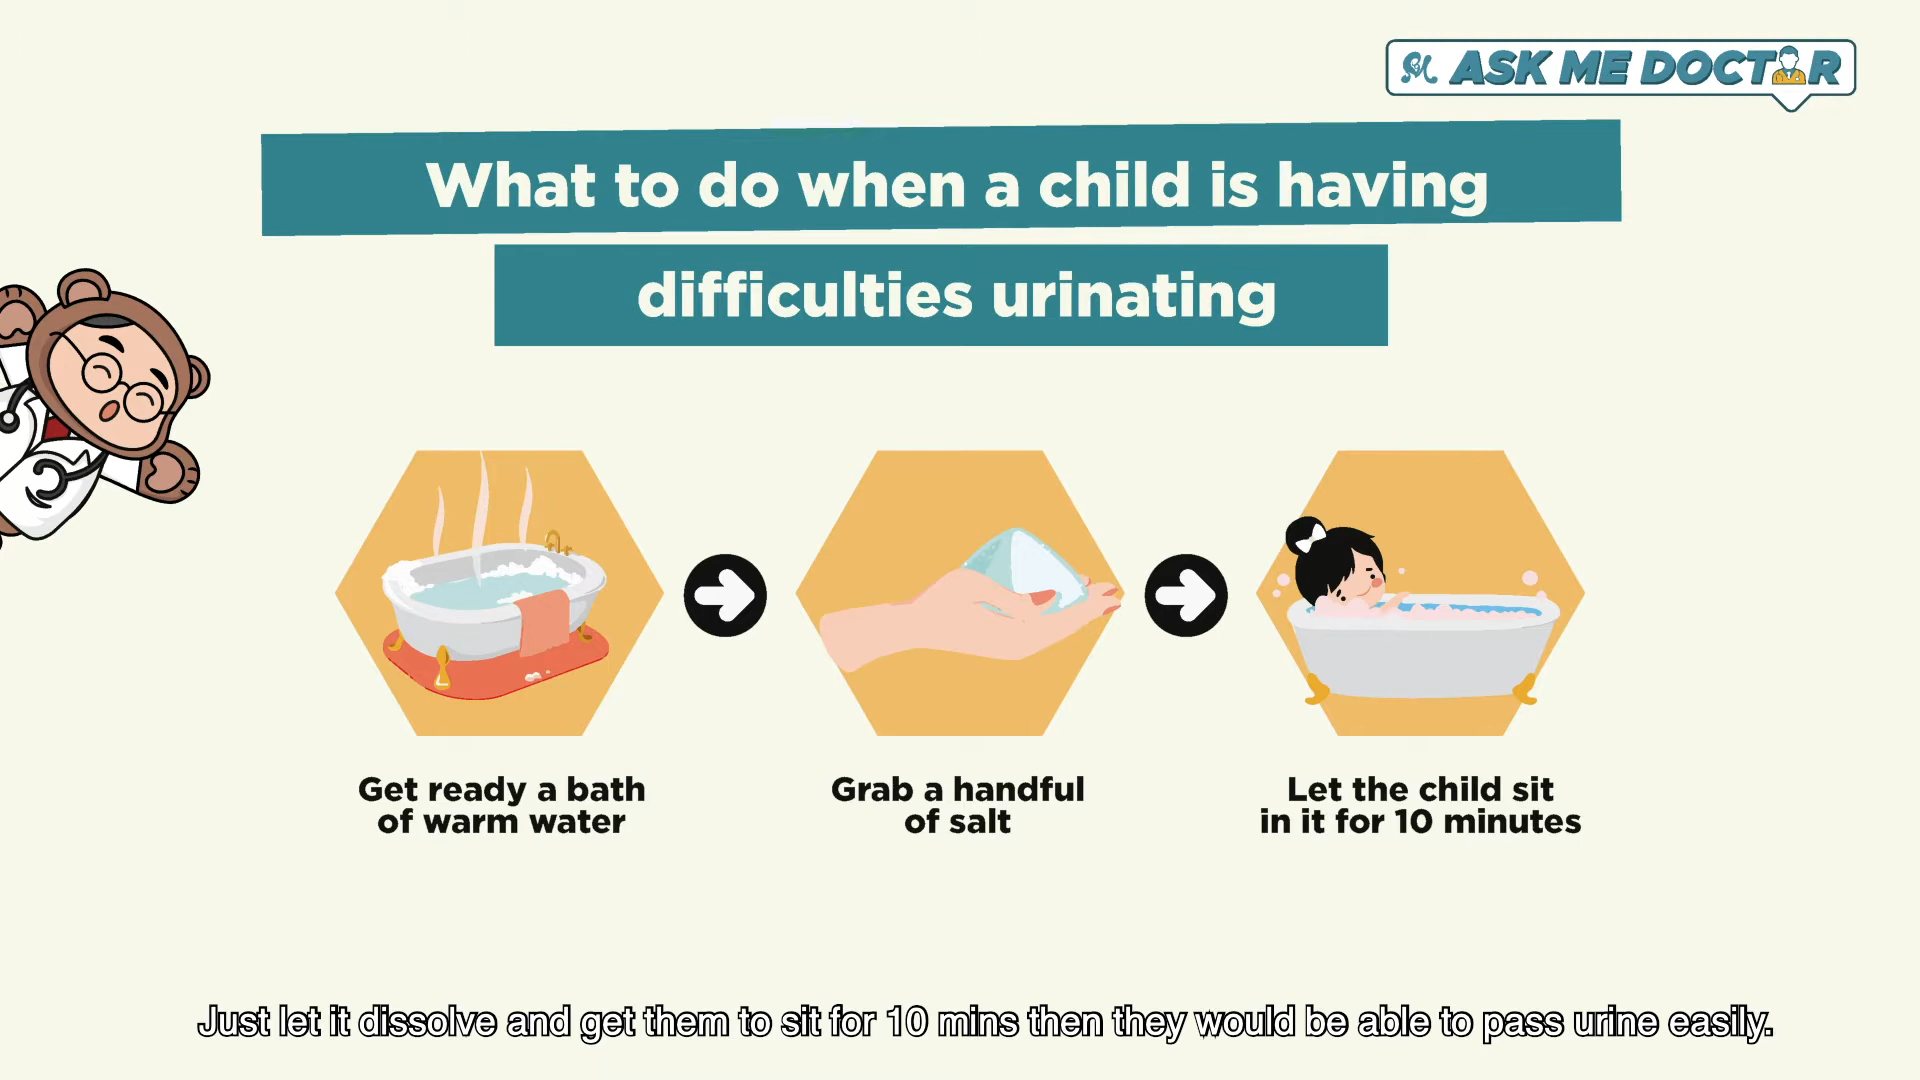 ASK ME DOCTOR
What to do when a child is having
difficulties urinating
Get ready a bath
of warm water
Grab a handful
of salt
Let the child sit
in it for 10 minutes
Just let it dissolve and get them to sit for 10 mins then they would be able to pass urine easily.